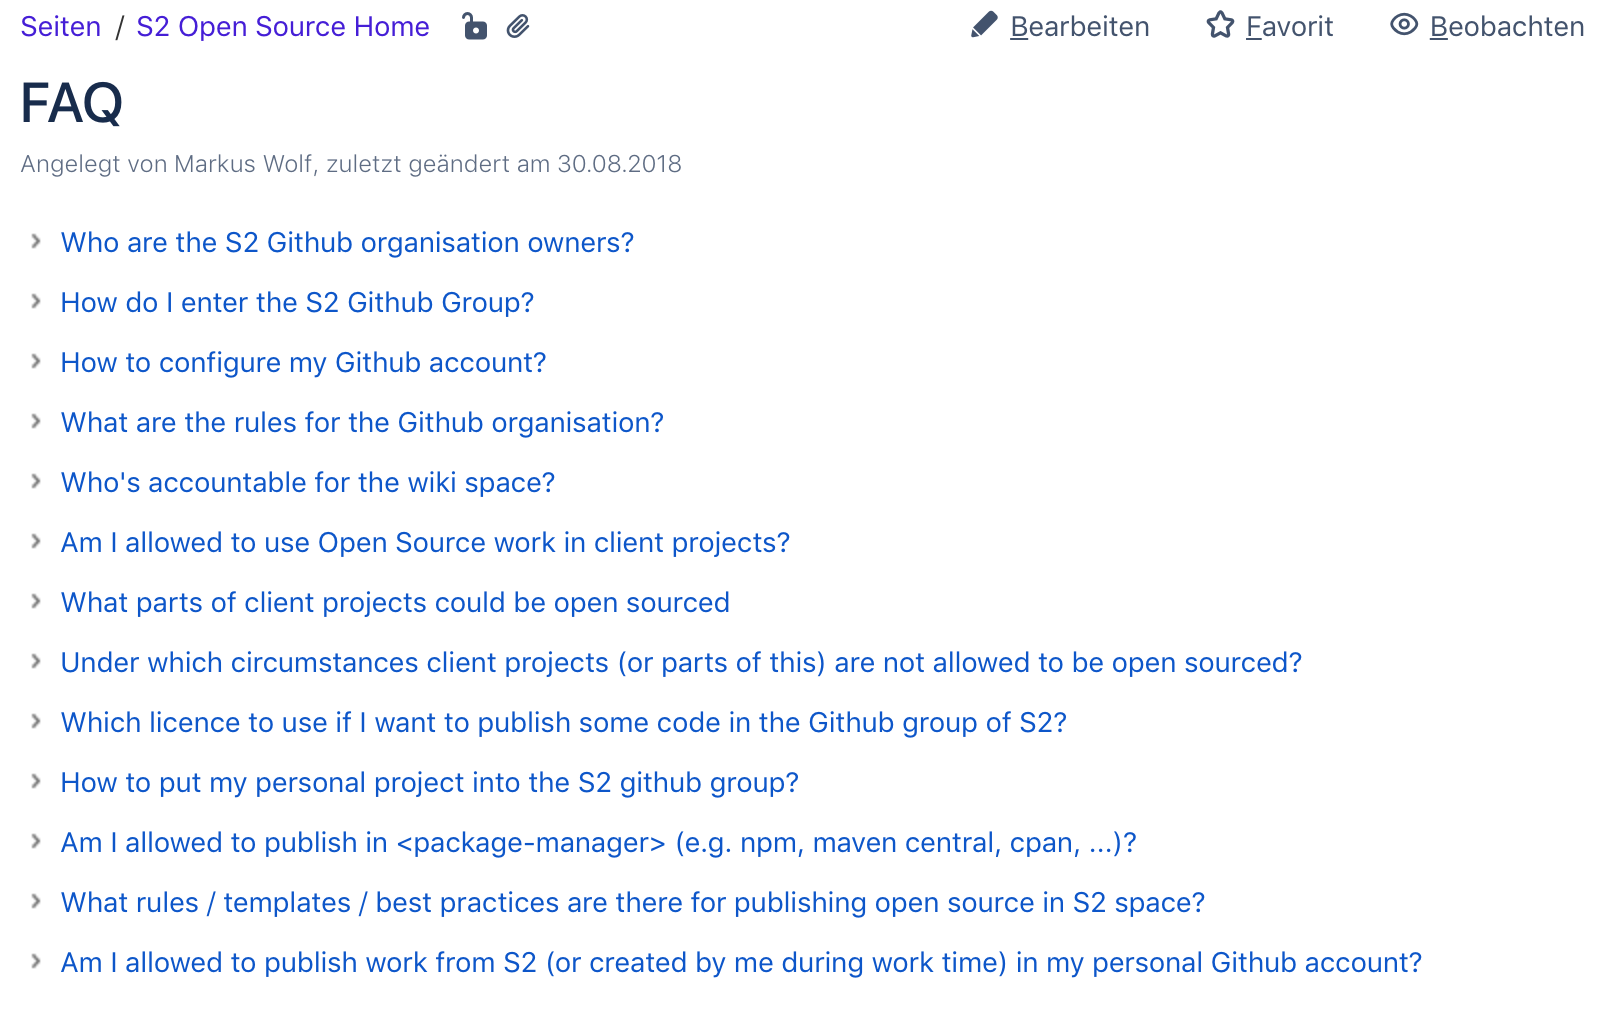 Seiten / S2 Open Source Home
Bearbeiten Favorit Beobachten
FAQ
Angelegt von Markus Wolf, zuletzt geändert am 30.08.2018
Who are the S2 Github organisation owners?
How do I enter the S2 Github Group?
How to configure my Github account?
What are the rules for the Github organisation?
Who's accountable for the wiki space?
Am I allowed to use Open Source work in client projects?
What parts of client projects could be open sourced
Under which circumstances client projects (or parts of this) are not allowed to be open sourced?
Which licence to use if I want to publish some code in the Github group of S2?
How to put my personal project into the S2 github group?
Am I allowed to publish in <package-manager> (e.g. npm, maven central, cpan, ...)?
What rules / templates / best practices are there for publishing open source in S2 space?
Am I allowed to publish work from S2 (or created by me during work time) in my personal Github account?